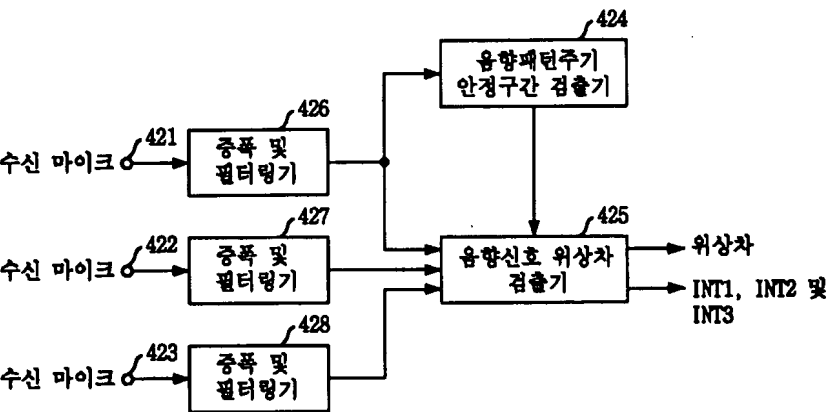 424
음향패턴주기
안정구간 검출기
426
421
수신 마이크
증폭 및
필터링기
427
422
수신 마이크
증폭 및
필터링기
425
음향신호 위상차
검출기
위상차
INT1, INT2 및
INT3
428
423
수신 마이크
증폭 및
필터링기